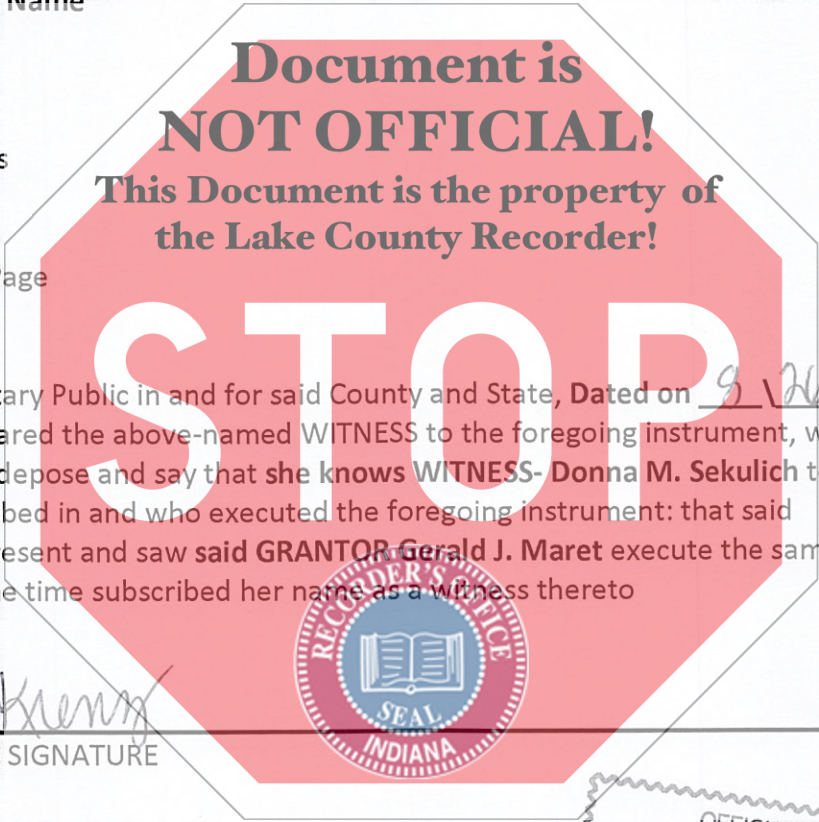 Name
Document is
NOT OFFICIAL!
This Document is the property of
the Lake County Recorder!
s
age
STOP
tary Public in and for said County and State, Dated on 8 \ 26
ared the above-named WITNESS to the foregoing instrument, w
depose and say that she knows WITNESS- Donna M. Sekulich t
bed in and who executed the foregoing instrument: that said
esent and saw said GRANTOR Gerald J. Maret execute the sam
e time subscribed her name as a witness thereto
RECORDER'S OFFICE
SEAL
INDIANA
Krenz
SIGNATURE